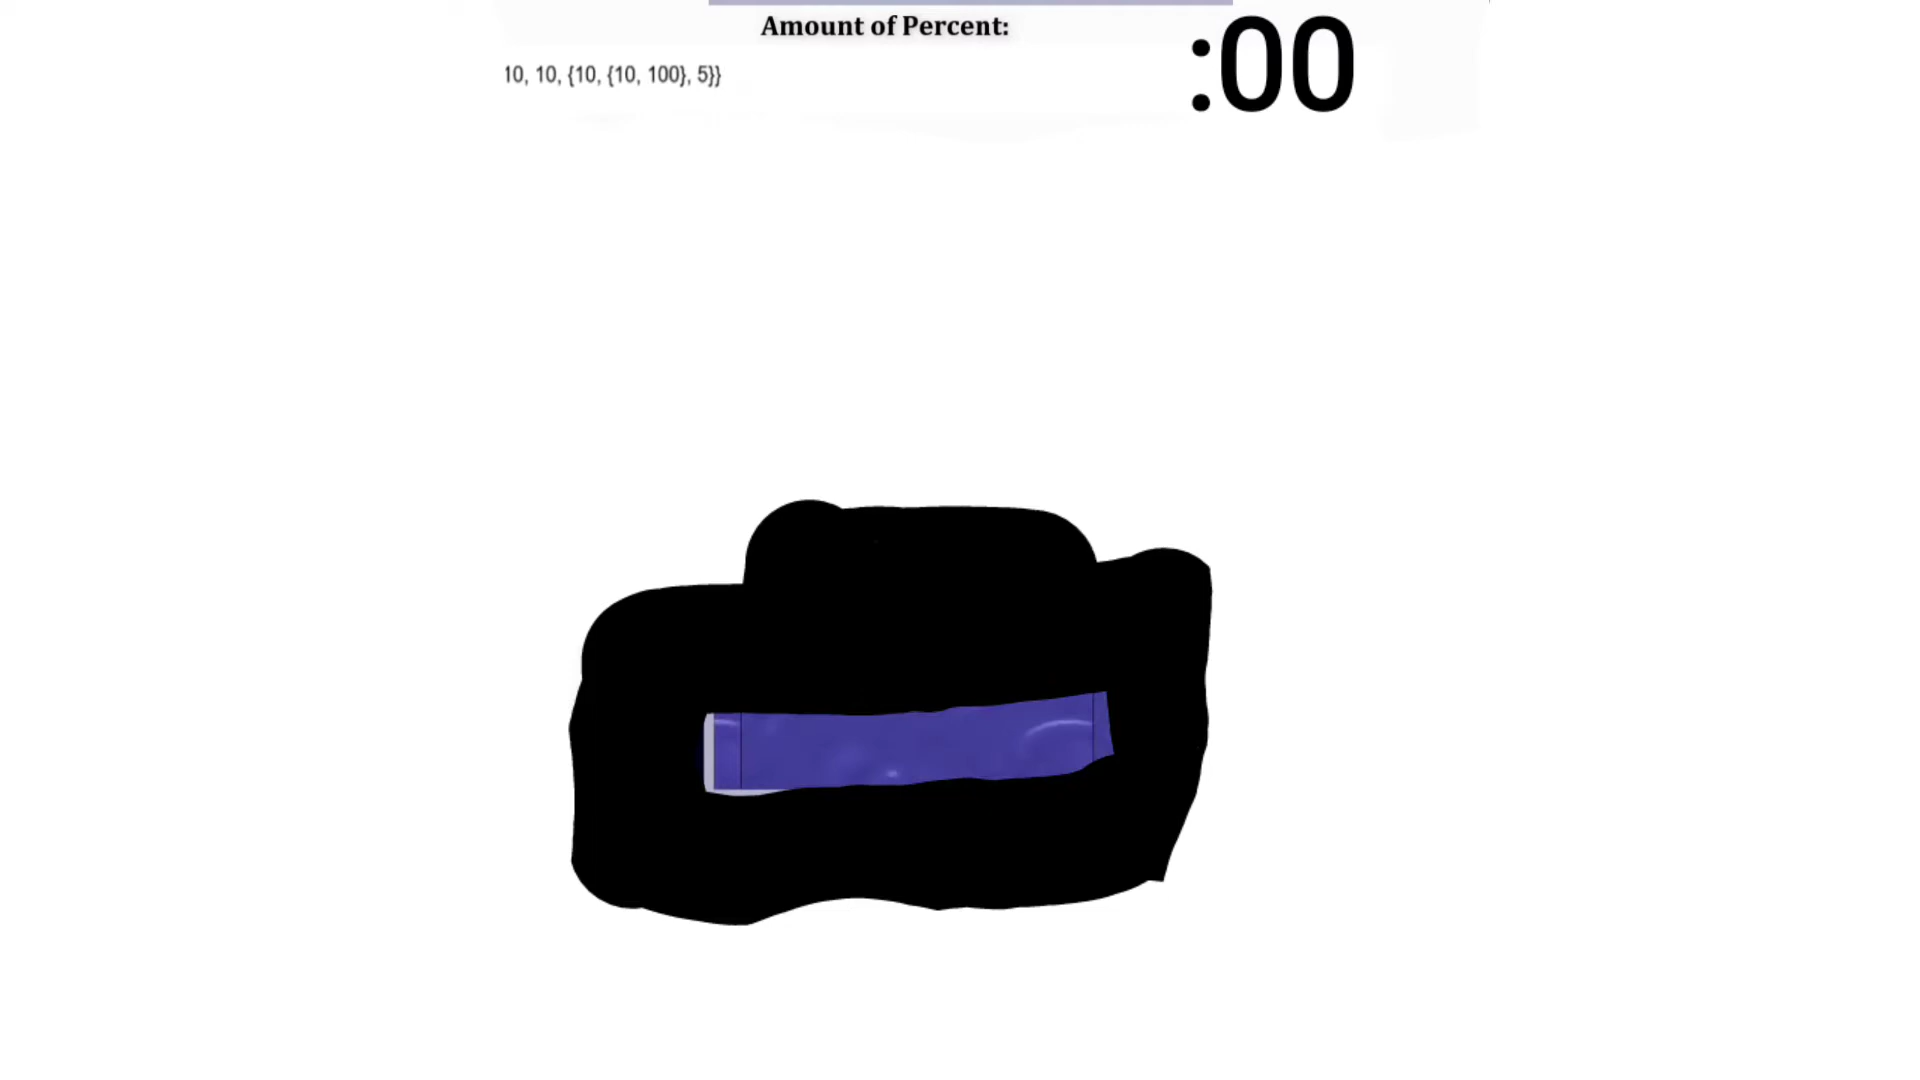 Amount of Percent:
:00
10, 10, {10, {10, 100}, 5}}